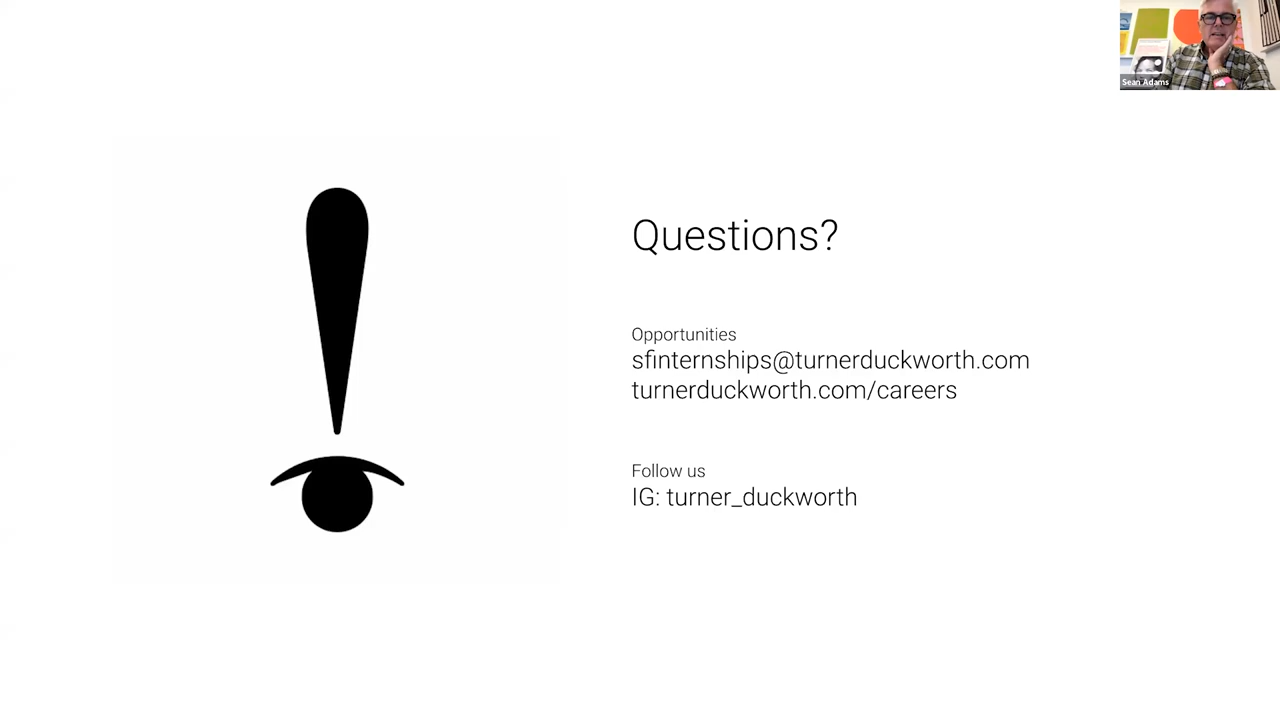 Sean Adams
Questions?
Opportunities
sfinternships@turnerduckworth.com
turnerduckworth.com/careers
Follow us
IG: turner_duckworth